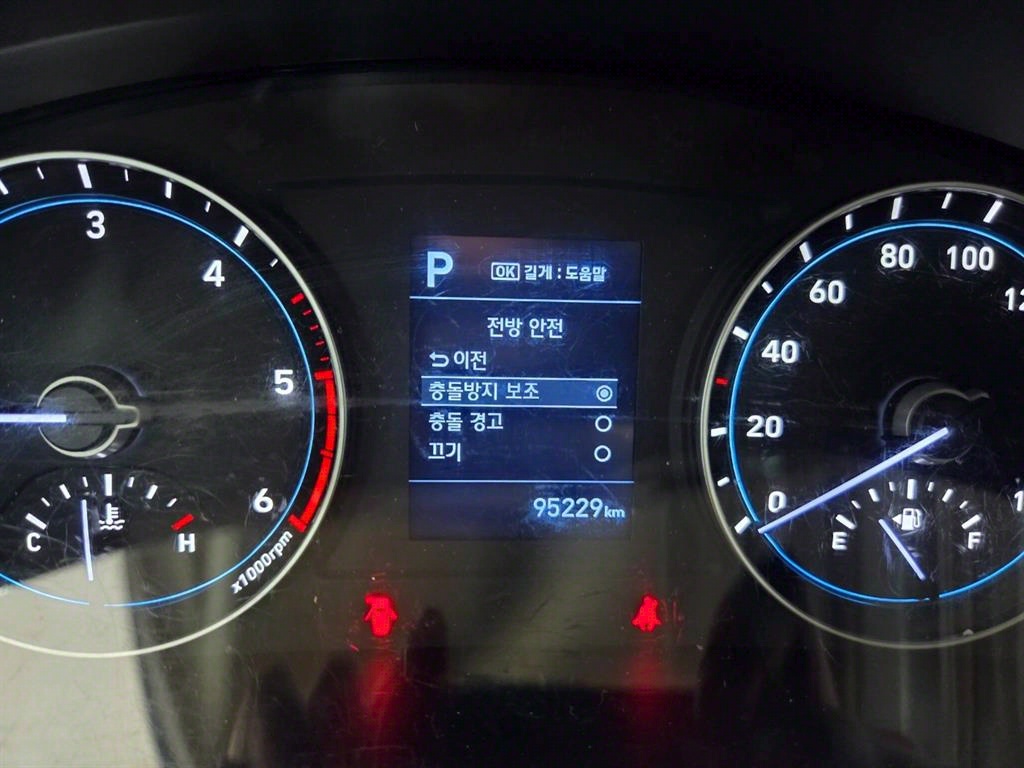 3
4
5
6
x1000rpm
C
H
P
OK 길게 : 도움말
전방 안전
이전
충돌방지 보조
충돌 경고
끄기
95229km
0
20
40
60
80
100
E
F